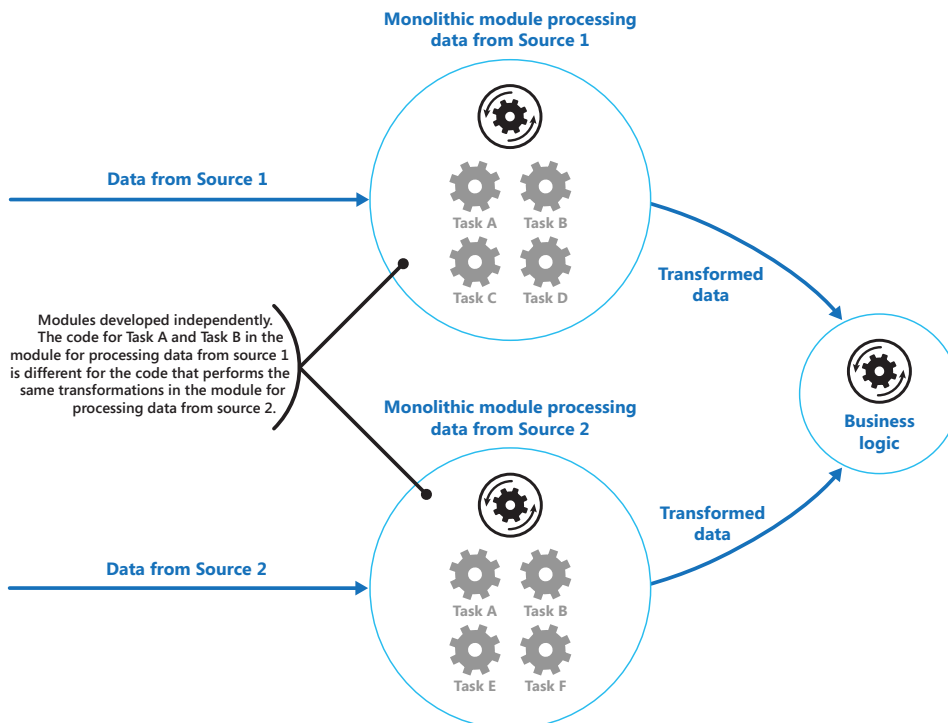 Monolithic module processing
data from Source 1
Data from Source 1
Task A
Task B
Task C
Task D
Transformed
data
Modules developed independently.
The code for Task A and Task B in the
module for processing data from source 1
is different for the code that performs the
same transformations in the module for
processing data from source 2.
Business
logic
Monolithic module processing
data from Source 2
Data from Source 2
Task A
Task B
Task E
Task F
Transformed
data